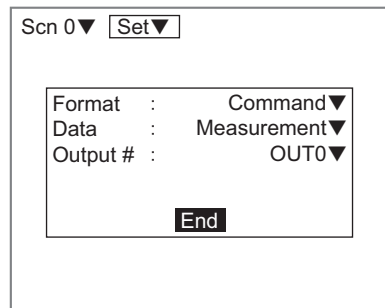 Scn 0▼ Set▼
Format : Command▼
Data : Measurement▼
Output # : OUT0▼
End